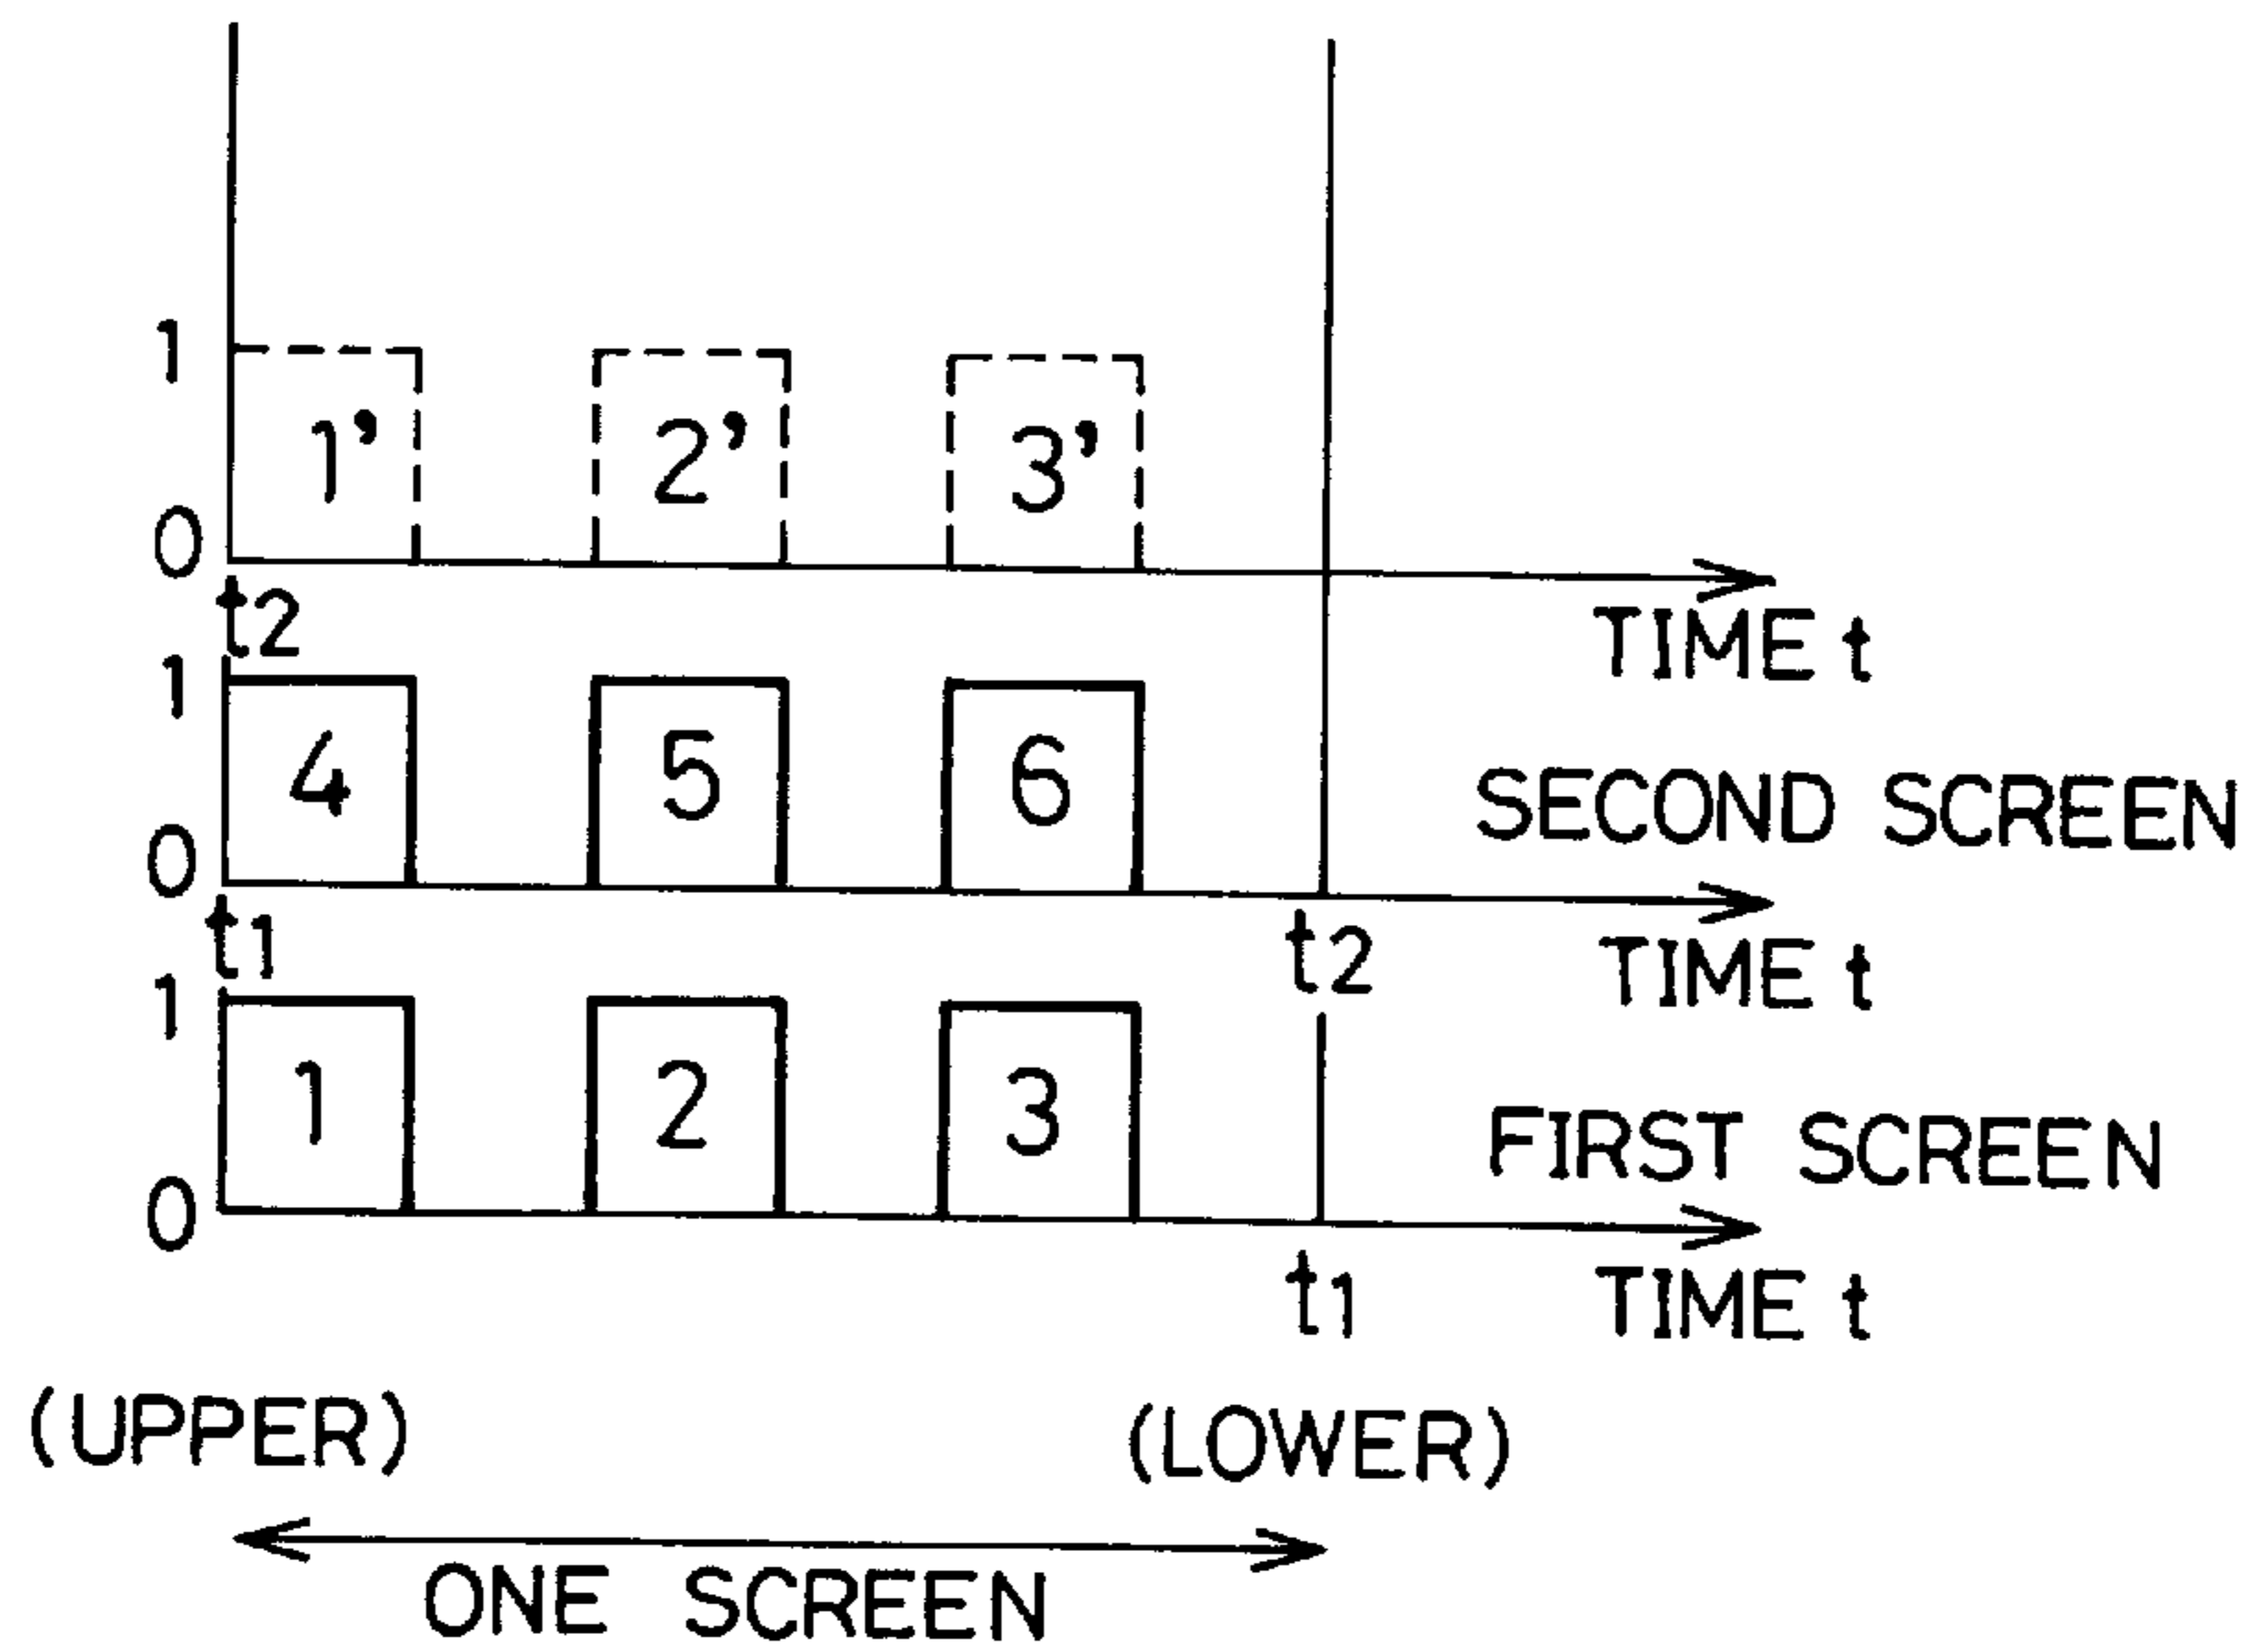 1
1' 2' 3'
0
t2
TIME t
1
4 5 6
SECOND SCREEN
0
t1 t2
TIME t
1
1 2 3
FIRST SCREEN
0
t1
TIME t
(UPPER) (LOWER)
ONE SCREEN